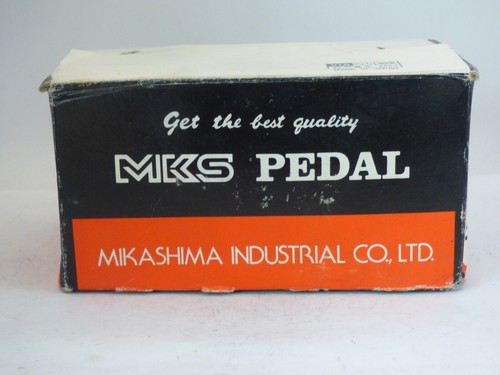 Get the best quality
MKS PEDAL
MIKASHIMA INDUSTRIAL CO., LTD.